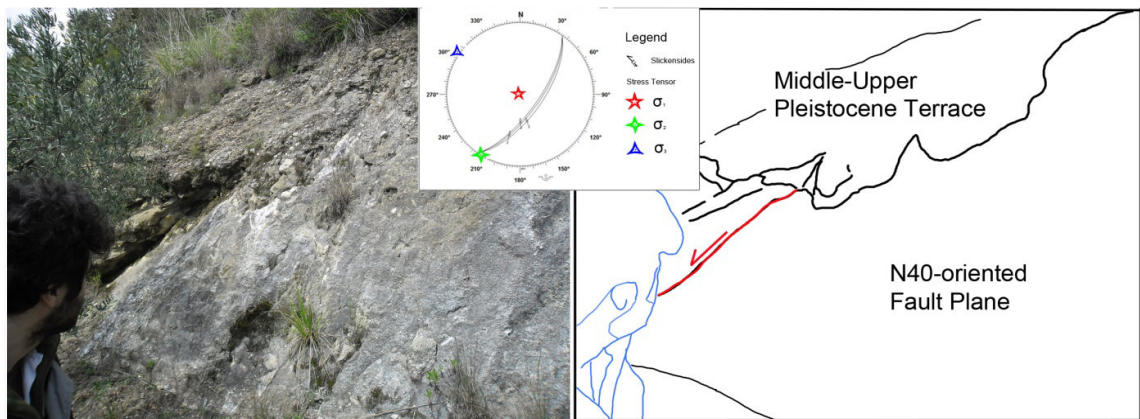 N
30°
60°
90°
120°
150°
180°
210°
240°
270°
300°
330°
Legend
Slickensides
Stress Tensor
σ₁
σ₂
σ₃
Middle-Upper
Pleistocene Terrace
N40-oriented
Fault Plane